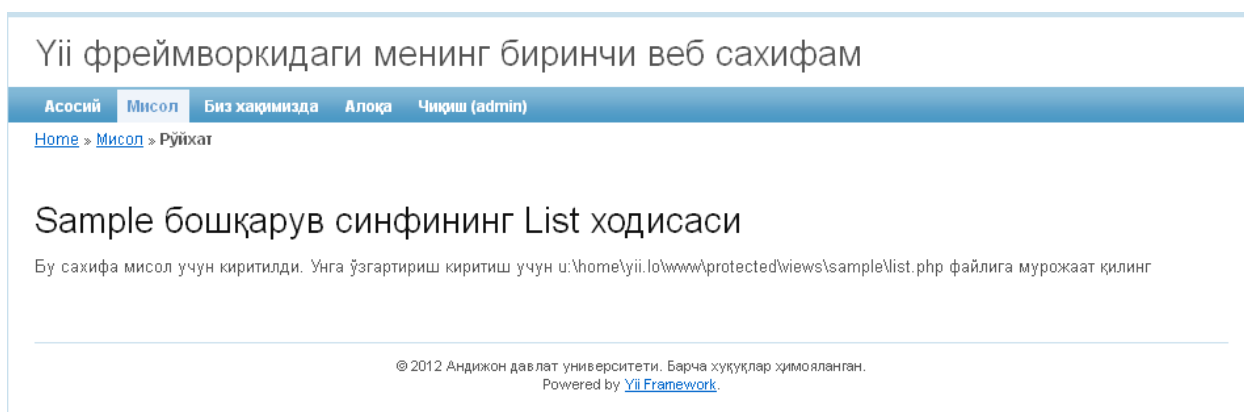 Yii фреймворкидаги менинг биринчи веб сахифам
Асосий Мисол Биз хақимизда Алоқа Чиқиш (admin)
Home » Мисол » Рўйхат
Sample бошқарув синфининг List ходисаси
Бу сахифа мисол учун киритилди. Унга ўзгартириш киритиш учун u:\home\yii.lo\www\protected\views\sample\list.php файлига мурожаат қилинг
© 2012 Андижон давлат университети. Барча хуқуқлар ҳимояланган.
Powered by Yii Framework.